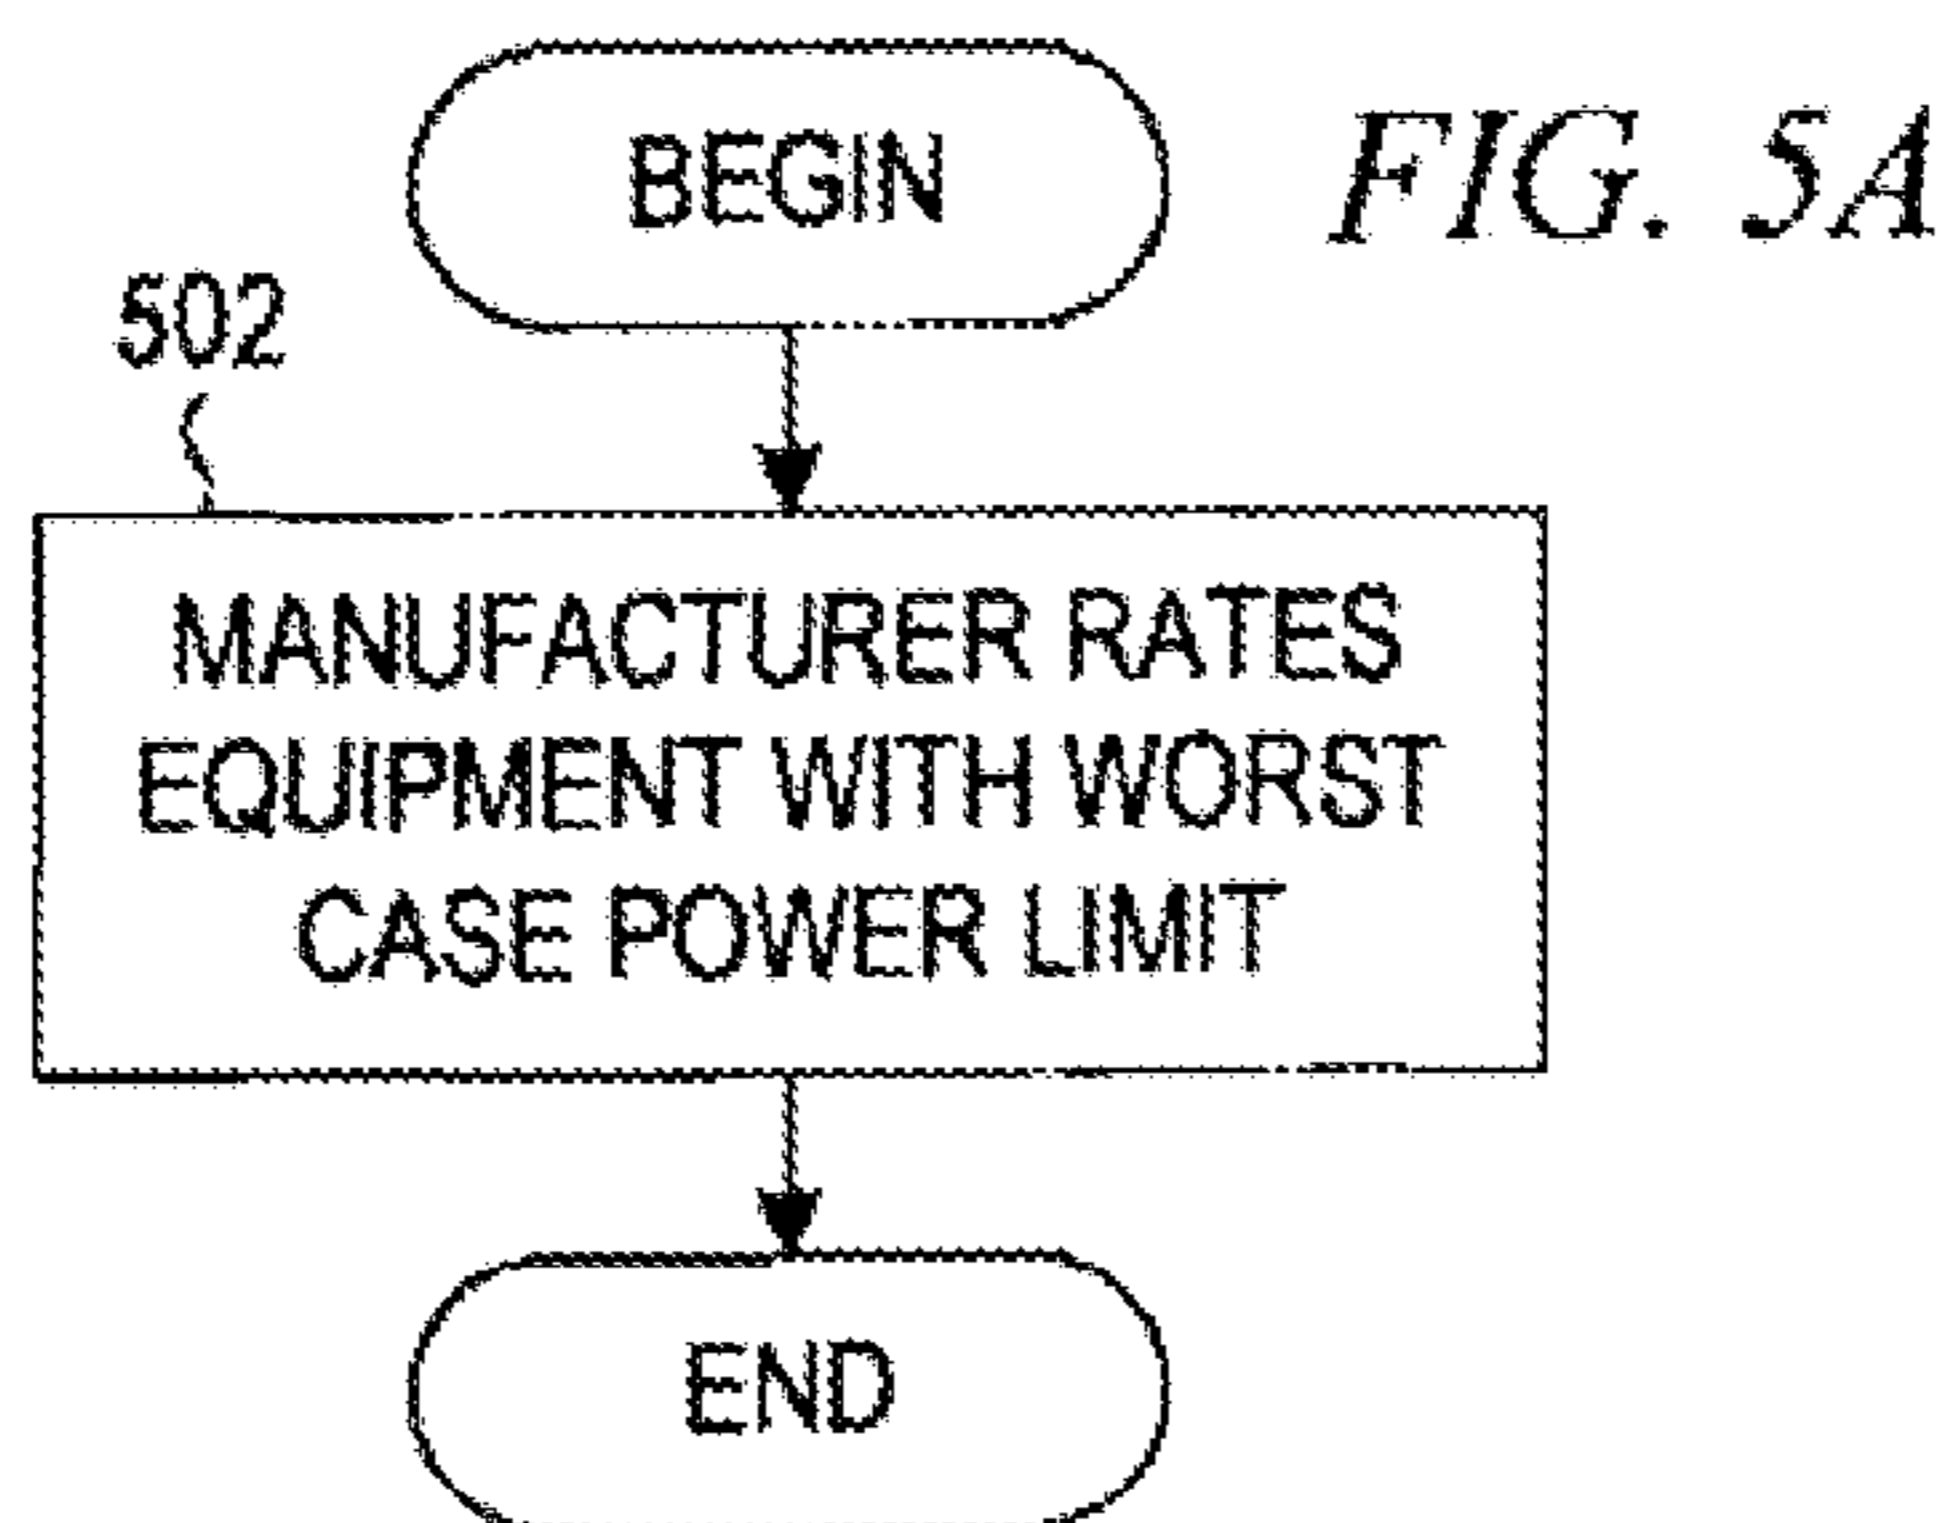 BEGIN
FIG. 5A
502
MANUFACTURER RATES
EQUIPMENT WITH WORST
CASE POWER LIMIT
END